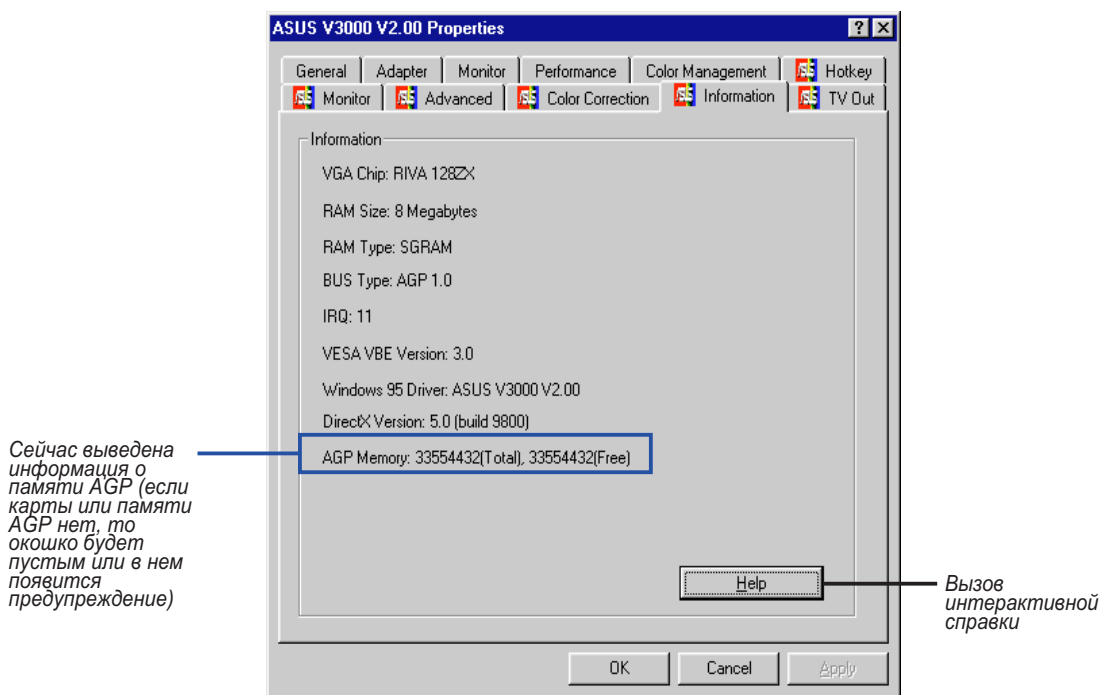 ASUS V3000 V2.00 Properties
General
Adapter
Monitor
Performance
Color Management
Hotkey
Monitor
Advanced
Color Correction
Information
TV Out
Information
VGA Chip: RIVA 128ZX
RAM Size: 8 Megabytes
RAM Type: SGRAM
BUS Type: AGP 1.0
IRQ: 11
VESA VBE Version: 3.0
Windows 95 Driver: ASUS V3000 V2.00
DirectX Version: 5.0 (build 9800)
AGP Memory: 33554432(Total), 33554432(Free)
Сейчас выведена
информация о
памяти AGP (если
карты или памяти
AGP нет, то
окошко будет
пустым или в нем
появится
предупреждение)
Help
Вызов
интерактивной
справки
OK
Cancel
Apply